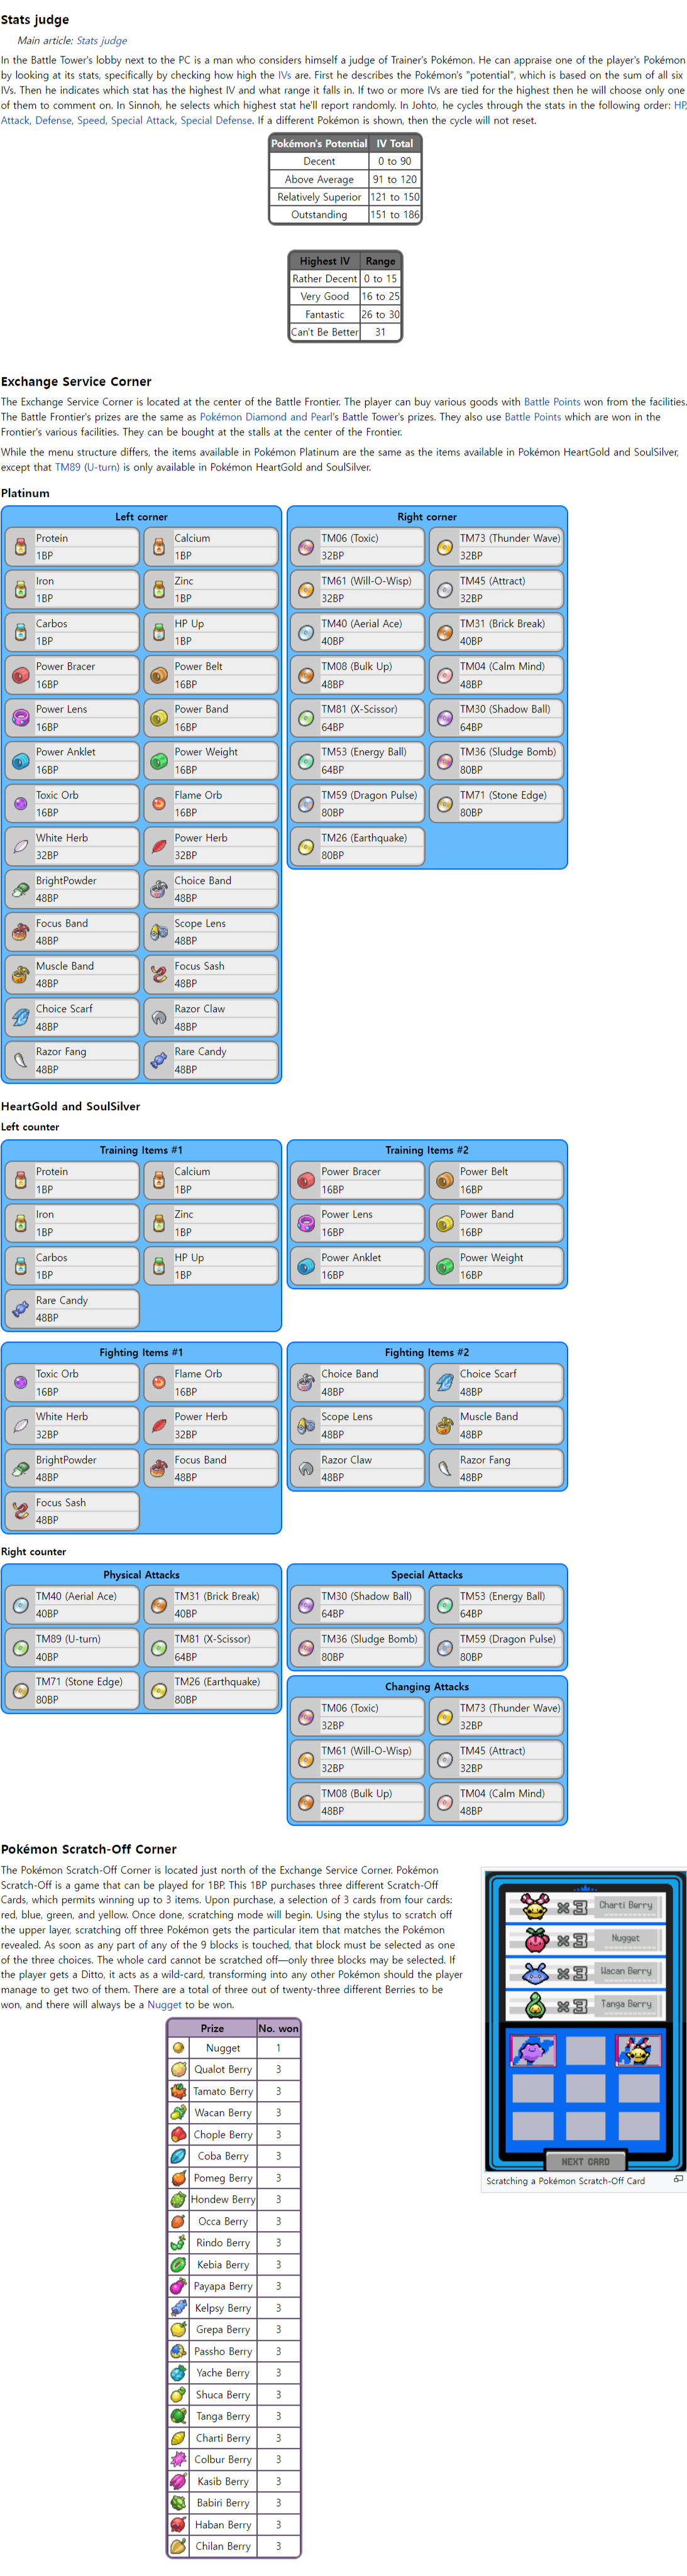 Stats judge
Main article: Stats judge
In the Battle Tower's lobby next to the PC is a man who considers himself a judge of Trainer's Pokémon. He can appraise one of the player's Pokémon
by looking at its stats, specifically by checking how high the IVs are. First he describes the Pokémon's "potential", which is based on the sum of all six
IVs. Then he indicates which stat has the highest IV and what range it falls in. If two or more IVs are tied for the highest then he will choose only one
of them to comment on. In Sinnoh, he selects which highest stat he'll report randomly. In Johto, he cycles through the stats in the following order: HP,
Attack, Defense, Speed, Special Attack, Special Defense. If a different Pokémon is shown, then the cycle will not reset.
Pokémon's Potential IV Total
Decent 0 to 90
Above Average 91 to 120
Relatively Superior 121 to 150
Outstanding 151 to 186
Highest IV Range
Rather Decent 0 to 15
Very Good 16 to 25
Fantastic 26 to 30
Can't Be Better 31
Exchange Service Corner
The Exchange Service Corner is located at the center of the Battle Frontier. The player can buy various goods with Battle Points won from the facilities.
The Battle Frontier's prizes are the same as Pokémon Diamond and Pearl's Battle Tower's prizes. They also use Battle Points which are won in the
Frontier's various facilities. They can be bought at the stalls at the center of the Frontier.
While the menu structure differs, the items available in Pokémon Platinum are the same as the items available in Pokémon HeartGold and SoulSilver,
except that TM89 (U-turn) is only available in Pokémon HeartGold and SoulSilver.
Platinum
Left corner
Protein Calcium
1BP 1BP
Iron Zinc
1BP 1BP
Carbos HP Up
1BP 1BP
Power Bracer Power Belt
16BP 16BP
Power Lens Power Band
16BP 16BP
Power Anklet Power Weight
16BP 16BP
Toxic Orb Flame Orb
16BP 16BP
White Herb Power Herb
32BP 32BP
BrightPowder Choice Band
48BP 48BP
Focus Band Scope Lens
48BP 48BP
Muscle Band Focus Sash
48BP 48BP
Choice Scarf Razor Claw
48BP 48BP
Razor Fang Rare Candy
48BP 48BP
Right corner
TM06 (Toxic) TM73 (Thunder Wave)
32BP 32BP
TM61 (Will-O-Wisp) TM45 (Attract)
32BP 32BP
TM40 (Aerial Ace) TM31 (Brick Break)
40BP 40BP
TM08 (Bulk Up) TM04 (Calm Mind)
48BP 48BP
TM81 (X-Scissor) TM30 (Shadow Ball)
64BP 64BP
TM53 (Energy Ball) TM36 (Sludge Bomb)
64BP 80BP
TM59 (Dragon Pulse) TM71 (Stone Edge)
80BP 80BP
TM26 (Earthquake)
80BP
HeartGold and SoulSilver
Left counter
Training Items #1
Protein Calcium
1BP 1BP
Iron Zinc
1BP 1BP
Carbos HP Up
1BP 1BP
Rare Candy
48BP
Training Items #2
Power Bracer Power Belt
16BP 16BP
Power Lens Power Band
16BP 16BP
Power Anklet Power Weight
16BP 16BP
Fighting Items #1
Toxic Orb Flame Orb
16BP 16BP
White Herb Power Herb
32BP 32BP
BrightPowder Focus Band
48BP 48BP
Focus Sash
48BP
Fighting Items #2
Choice Band Choice Scarf
48BP 48BP
Scope Lens Muscle Band
48BP 48BP
Razor Claw Razor Fang
48BP 48BP
Right counter
Physical Attacks
TM40 (Aerial Ace) TM31 (Brick Break)
40BP 40BP
TM89 (U-turn) TM81 (X-Scissor)
40BP 64BP
TM71 (Stone Edge) TM26 (Earthquake)
80BP 80BP
Special Attacks
TM30 (Shadow Ball) TM53 (Energy Ball)
64BP 64BP
TM36 (Sludge Bomb) TM59 (Dragon Pulse)
80BP 80BP
Changing Attacks
TM06 (Toxic) TM73 (Thunder Wave)
32BP 32BP
TM61 (Will-O-Wisp) TM45 (Attract)
32BP 32BP
TM08 (Bulk Up) TM04 (Calm Mind)
48BP 48BP
Pokémon Scratch-Off Corner
The Pokémon Scratch-Off Corner is located just north of the Exchange Service Corner. Pokémon
Scratch-Off is a game that can be played for 1BP. This 1BP purchases three different Scratch-Off
Cards, which permits winning up to 3 items. Upon purchase, a selection of 3 cards from four cards:
red, blue, green, and yellow. Once done, scratching mode will begin. Using the stylus to scratch off
the upper layer, scratching off three Pokémon gets the particular item that matches the Pokémon
revealed. As soon as any part of any of the 9 blocks is touched, that block must be selected as one
of the three choices. The whole card cannot be scratched off—only three blocks may be selected. If
the player gets a Ditto, it acts as a wild-card, transforming into any other Pokémon should the player
manage to get two of them. There are a total of three out of twenty-three different Berries to be
won, and there will always be a Nugget to be won.
×3 Charti Berry
×3 Nugget
×3 Wacan Berry
×3 Tanga Berry
NEXT CARD
Scratching a Pokémon Scratch-Off Card
Prize No. won
Nugget 1
Qualot Berry 3
Tamato Berry 3
Wacan Berry 3
Chople Berry 3
Coba Berry 3
Pomeg Berry 3
Hondew Berry 3
Occa Berry 3
Rindo Berry 3
Kebia Berry 3
Payapa Berry 3
Kelpsy Berry 3
Grepa Berry 3
Passho Berry 3
Yache Berry 3
Shuca Berry 3
Tanga Berry 3
Charti Berry 3
Colbur Berry 3
Kasib Berry 3
Babiri Berry 3
Haban Berry 3
Chilan Berry 3